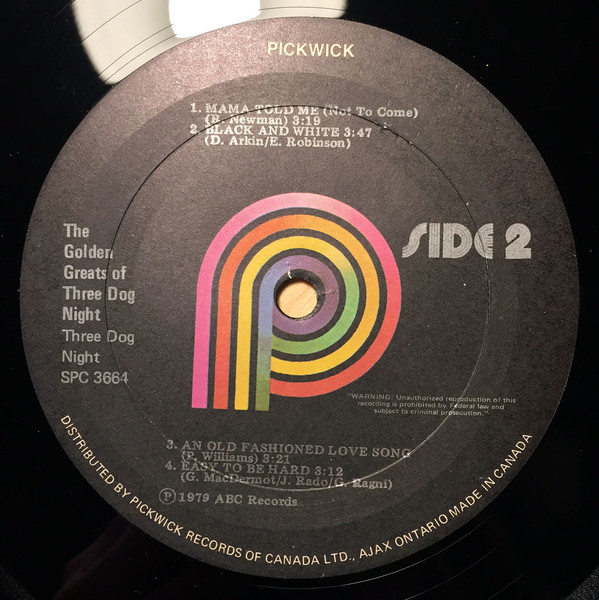 PICKWICK
1. MAMA TOLD ME (Not To Come)
(R. Newman) 3:19
2. BLACK AND WHITE 3:47
(D. Arkin/E. Robinson)
The
Golden
Greats of
Three Dog
Night
Three Dog
Night
SPC 3664
SIDE 2
"WARNING: Unauthorized reproduction of this
recording is prohibited by Federal law and
subject to criminal prosecution."
3. AN OLD FASHIONED LOVE SONG
(P. Williams) 3:21
4. EASY TO BE HARD 3:12
(G. MacDermot/J. Rado/G. Ragni)
Ⓟ 1979 ABC Records
DISTRIBUTED BY PICKWICK RECORDS OF CANADA LTD., AJAX ONTARIO MADE IN CANADA